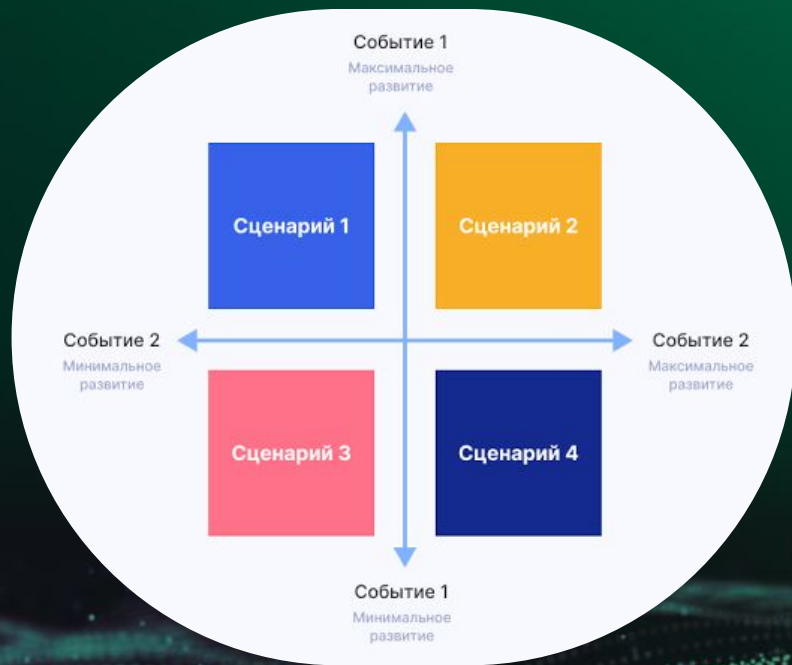 Событие 1
Максимальное
развитие
Сценарий 1
Сценарий 2
Событие 2
Минимальное
развитие
Событие 2
Максимальное
развитие
Сценарий 3
Сценарий 4
Событие 1
Минимальное
развитие